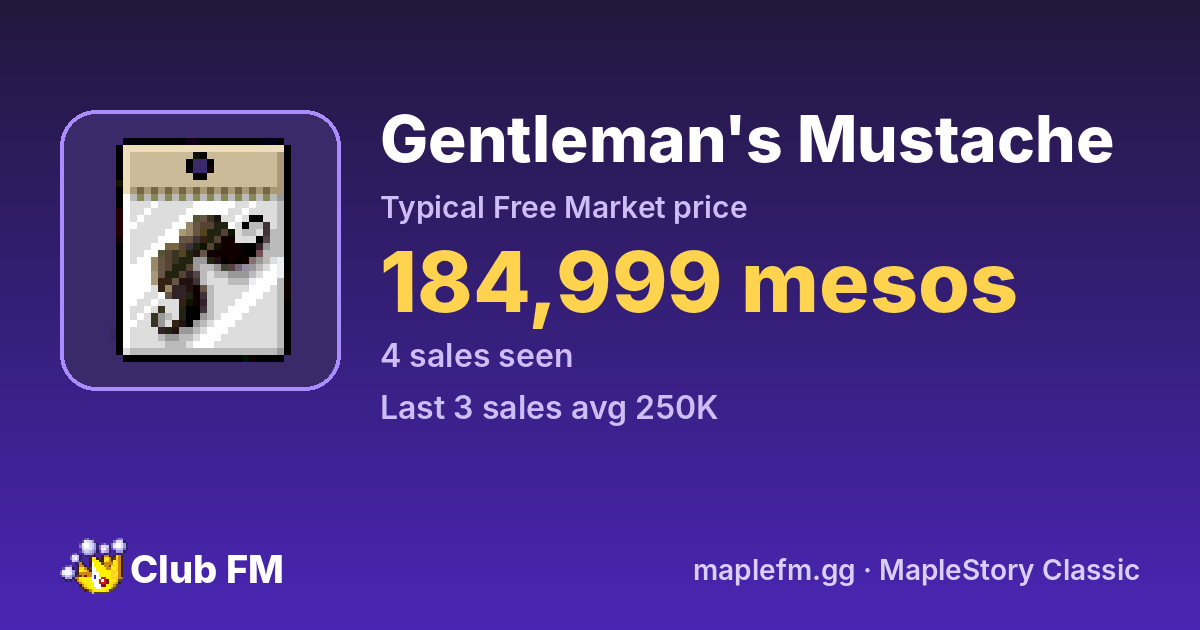 Gentleman's Mustache
Typical Free Market price
184,999 mesos
4 sales seen
Last 3 sales avg 250K
Club FM
maplefm.gg · MapleStory Classic